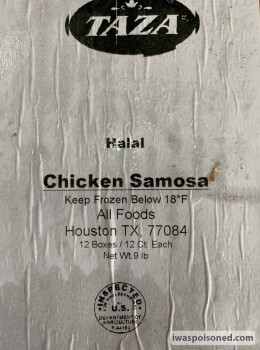 TAZA
Halal
Chicken Samosa
Keep Frozen Below 18°F
All Foods
Houston TX, 77084
12 Boxes / 12 Ct. Each
Net Wt. 9 lb
INSPECTED
U.S.
DEPARTMENT OF
AGRICULTURE
iwaspoisoned.com